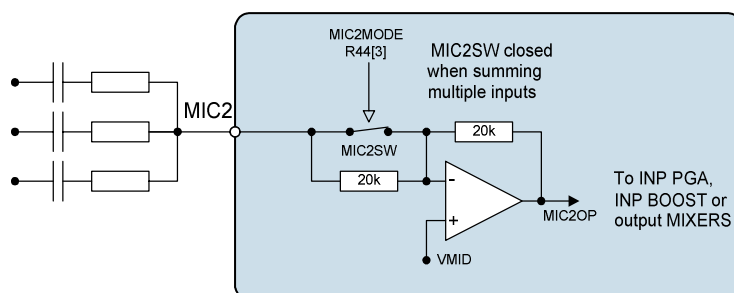 MIC2MODE
R44[3]
MIC2SW closed
when summing
multiple inputs
MIC2
20k
MIC2SW
20k
-
+
MIC2OP
VMID
To INP PGA,
INP BOOST or
output MIXERS